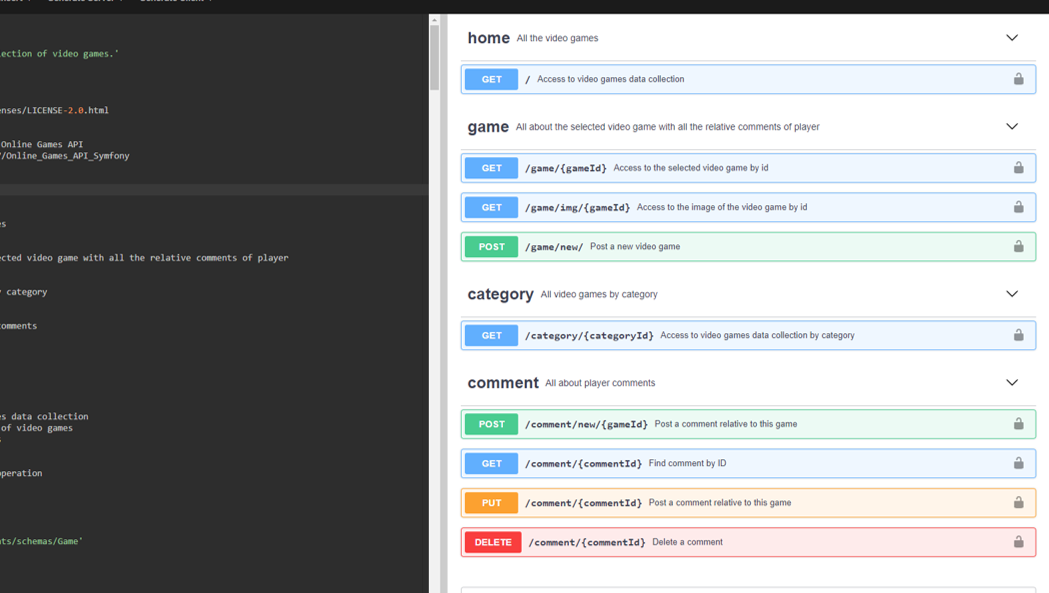 ection of video games.'
enses/LICENSE-2.0.html
Online Games API
/Online_Games_API_Symfony
es
ected video game with all the relative comments of player
category
comments
s data collection
of video games
operation
nts/schemas/Game'
home All the video games
GET / Access to video games data collection
game All about the selected video game with all the relative comments of player
GET /game/{gameId} Access to the selected video game by id
GET /game/img/{gameId} Access to the image of the video game by id
POST /game/new/ Post a new video game
category All video games by category
GET /category/{categoryId} Access to video games data collection by category
comment All about player comments
POST /comment/new/{gameId} Post a comment relative to this game
GET /comment/{commentId} Find comment by ID
PUT /comment/{commentId} Post a comment relative to this game
DELETE /comment/{commentId} Delete a comment